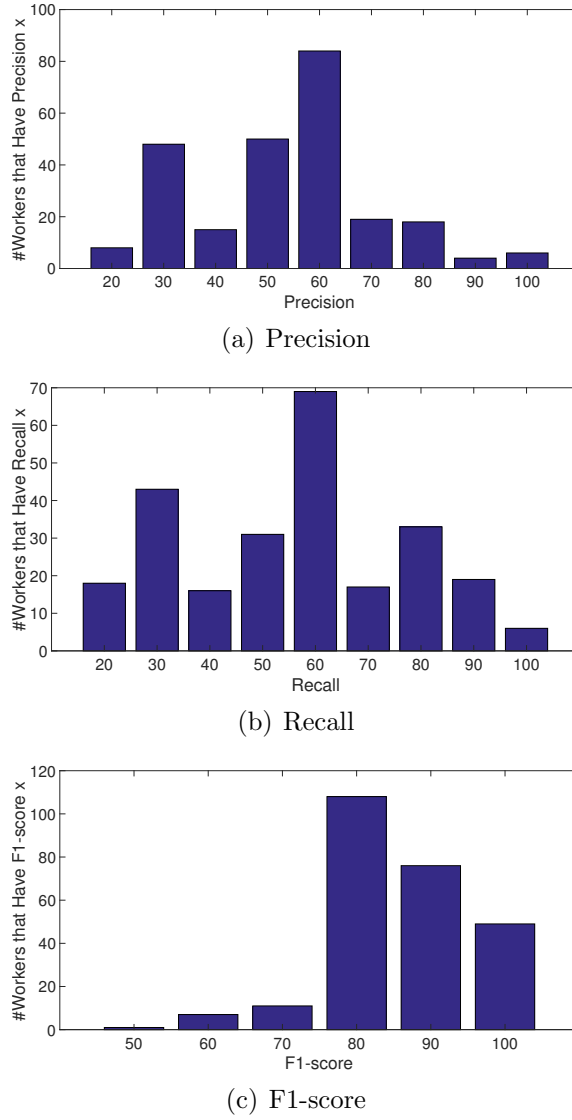 100
80
60
40
20
0
#Workers that Have Precision x
20 30 40 50 60 70 80 90 100
Precision
(a) Precision
70
60
50
40
30
20
10
0
#Workers that Have Recall x
20 30 40 50 60 70 80 90 100
Recall
(b) Recall
120
100
80
60
40
20
0
#Workers that Have F1-score x
50 60 70 80 90 100
F1-score
(c) F1-score